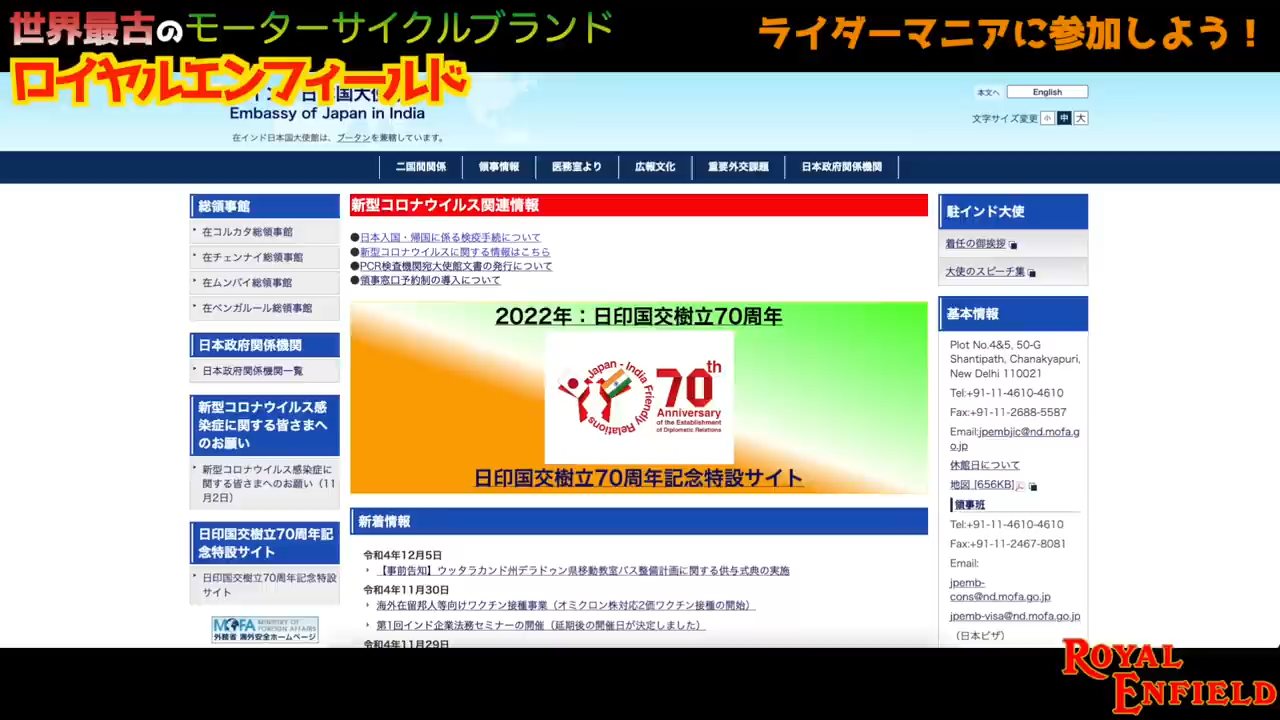 世界最古のモーターサイクルブランド
ロイヤルエンフィールド
ライダーマニアに参加しよう！
Embassy of Japan in India
在インド日本国大使館は、ブータンを兼轄しています。
本文へ
English
文字サイズ変更 小 中 大
二国間関係
領事情報
医務室より
広報文化
重要外交課題
日本政府関係機関
総領事館
在コルカタ総領事館
在チェンナイ総領事館
在ムンバイ総領事館
在ベンガルール総領事館
日本政府関係機関
日本政府関係機関一覧
新型コロナウイルス感
染症に関する皆さまへ
のお願い
新型コロナウイルス感染症に
関する皆さまへのお願い（11
月2日）
日印国交樹立70周年記
念特設サイト
日印国交樹立70周年記念特設
サイト
MOFA MINISTRY OF FOREIGN AFFAIRS
外務省 海外安全ホームページ
新型コロナウイルス関連情報
●日本入国・帰国に係る検疫手続について
●新型コロナウイルスに関する情報はこちら
●PCR検査機関宛大使館文書の発行について
●領事窓口予約制の導入について
2022年：日印国交樹立70周年
Japan - India Friendly Relations
70th
Anniversary
of the Establishment
of Diplomatic Relations
日印国交樹立70周年記念特設サイト
新着情報
令和4年12月5日
【事前告知】ウッタラカンド州デラドゥン県移動教室バス整備計画に関する供与式典の実施
令和4年11月30日
海外在留邦人等向けワクチン接種事業（オミクロン株対応2価ワクチン接種の開始）
第1回インド企業法務セミナーの開催（延期後の開催日が決定しました）
令和4年11月29日
駐インド大使
着任の御挨拶
大使のスピーチ集
基本情報
Plot No.4&5, 50-G
Shantipath, Chanakyapuri,
New Delhi 110021
Tel:+91-11-4610-4610
Fax:+91-11-2688-5587
Email:jpembjic@nd.mofa.g
o.jp
休館日について
地図 [656KB]
領事班
Tel:+91-11-4610-4610
Fax:+91-11-2467-8081
Email:
jpemb-
cons@nd.mofa.go.jp
jpemb-visa@nd.mofa.go.jp
（日本ビザ）
ROYAL
ENFIELD